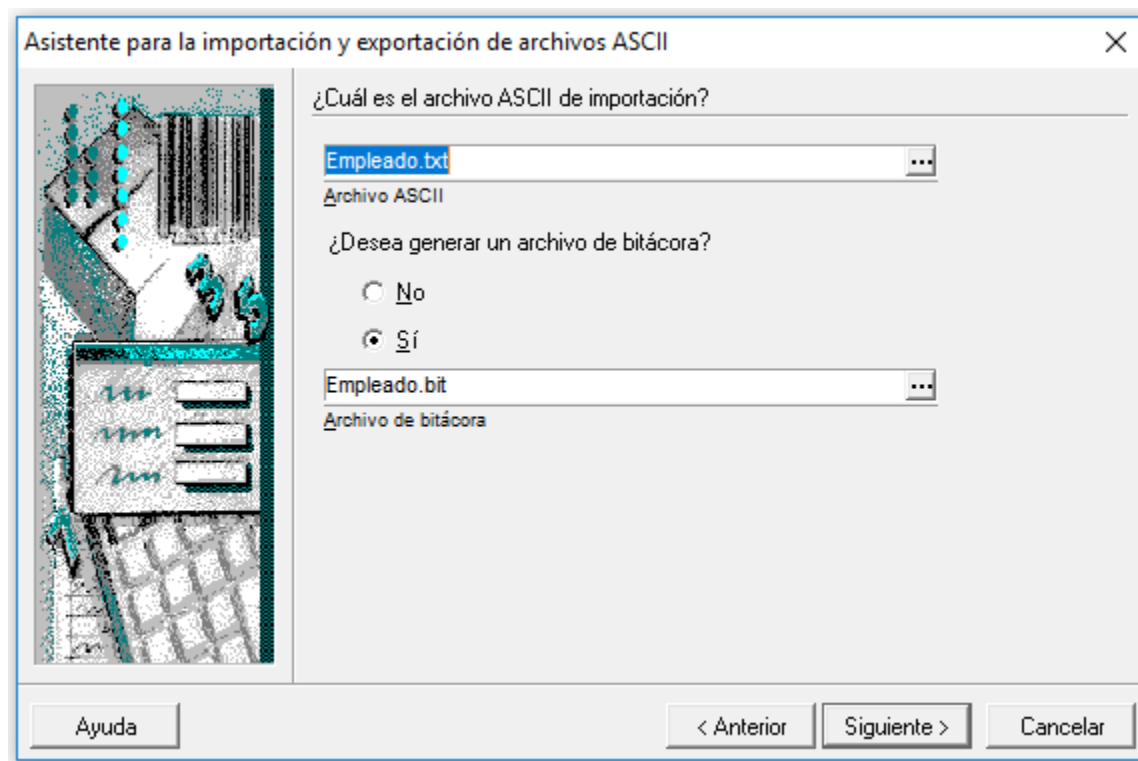 Asistente para la importación y exportación de archivos ASCII
¿Cuál es el archivo ASCII de importación?
Empleado.txt
Archivo ASCII
¿Desea generar un archivo de bitácora?
No
Sí
Empleado.bit
Archivo de bitácora
Ayuda < Anterior Siguiente > Cancelar